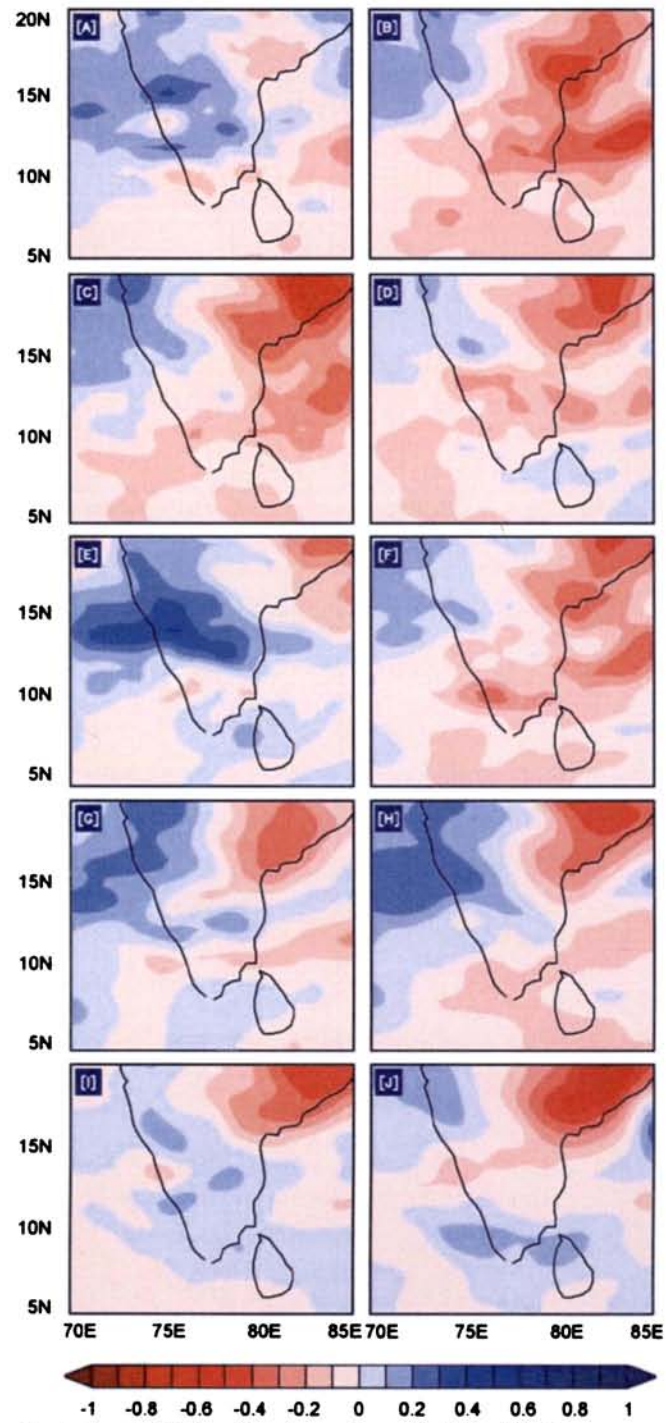 20N [A] [B]
15N
10N
5N
[C] [D]
15N
10N
5N
[E] [F]
15N
10N
5N
[G] [H]
15N
10N
5N
[I] [J]
15N
10N
5N
70E 75E 80E 85E 70E 75E 80E 85E
-1 -0.8 -0.6 -0.4 -0.2 0 0.2 0.4 0.6 0.8 1